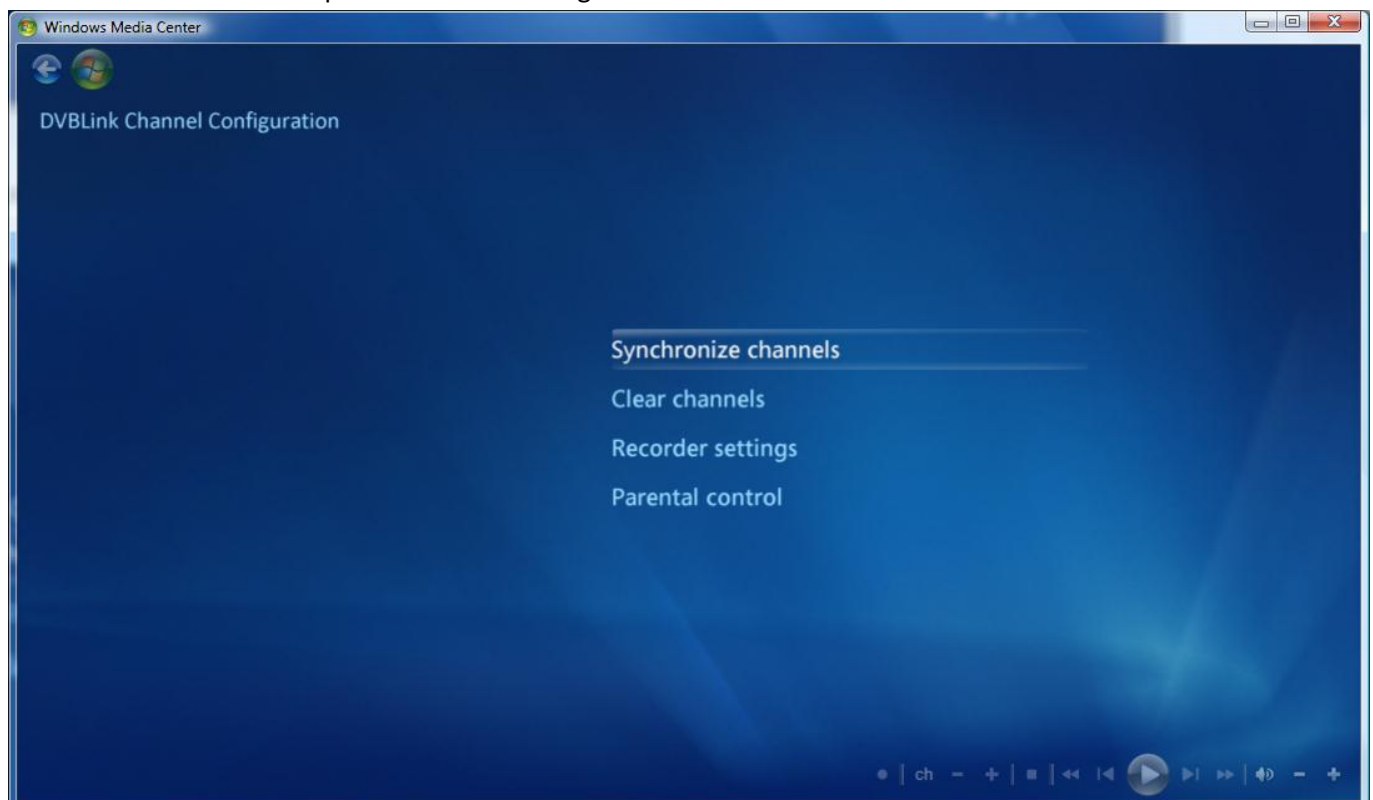 Windows Media Center
DVBLink Channel Configuration
Synchronize channels
Clear channels
Recorder settings
Parental control
ch - +
- +